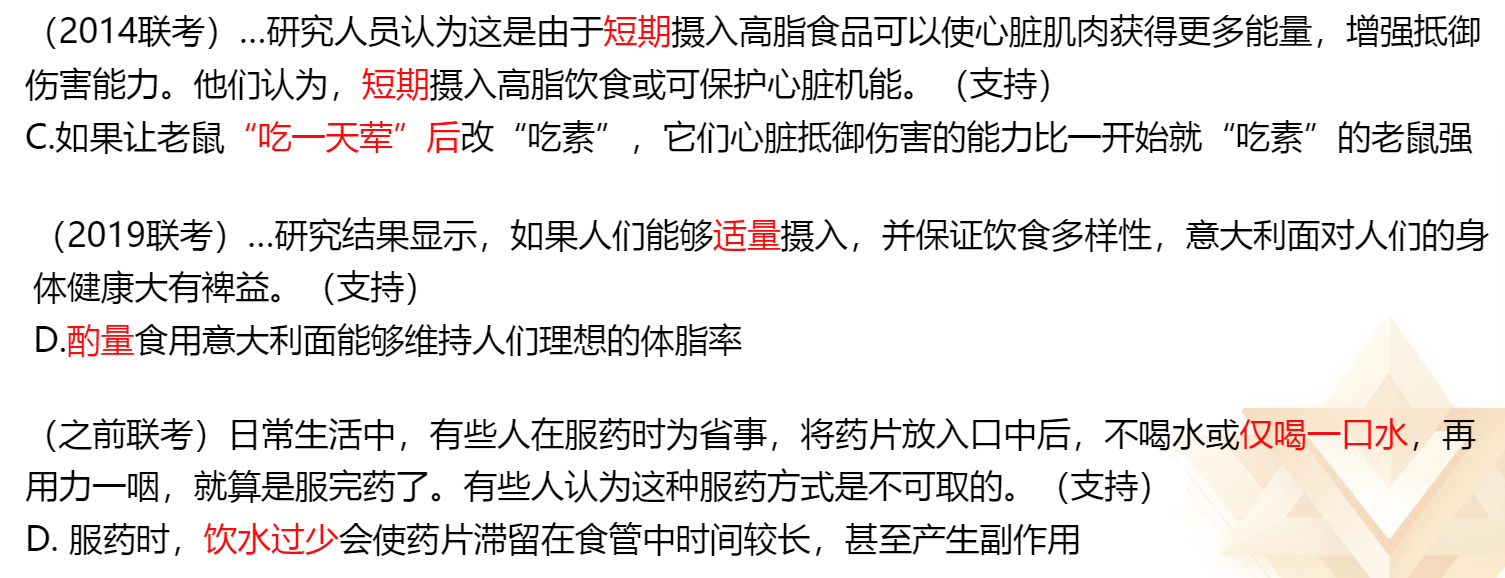 （2014联考）…研究人员认为这是由于短期摄入高脂食品可以使心脏肌肉获得更多能量，增强抵御
伤害能力。他们认为，短期摄入高脂饮食或可保护心脏机能。（支持）
C.如果让老鼠“吃一天荤”后改“吃素”，它们心脏抵御伤害的能力比一开始就“吃素”的老鼠强
（2019联考）…研究结果显示，如果人们能够适量摄入，并保证饮食多样性，意大利面对人们的身
体健康大有裨益。（支持）
D.酌量食用意大利面能够维持人们理想的体脂率
（之前联考）日常生活中，有些人在服药时为省事，将药片放入口中后，不喝水或仅喝一口水，再
用力一咽，就算是服完药了。有些人认为这种服药方式是不可取的。（支持）
D. 服药时，饮水过少会使药片滞留在食管中时间较长，甚至产生副作用